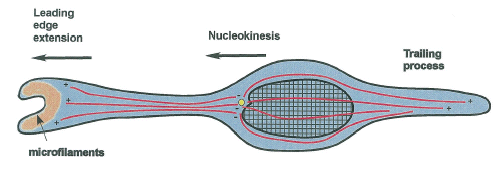 Leading
edge
extension
Nucleokinesis
Trailing
process
+
+
+
-
-
-
+
+
microfilaments